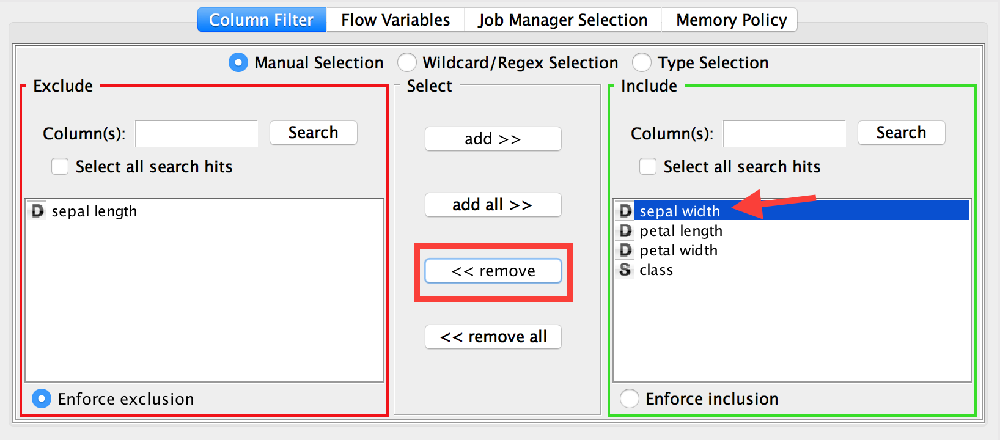 Column Filter Flow Variables Job Manager Selection Memory Policy
Manual Selection Wildcard/Regex Selection Type Selection
Exclude
Column(s): Search
Select all search hits
D sepal length
Enforce exclusion
Select
add >>
add all >>
<< remove
<< remove all
Include
Column(s): Search
Select all search hits
D sepal width
D petal length
D petal width
S class
Enforce inclusion